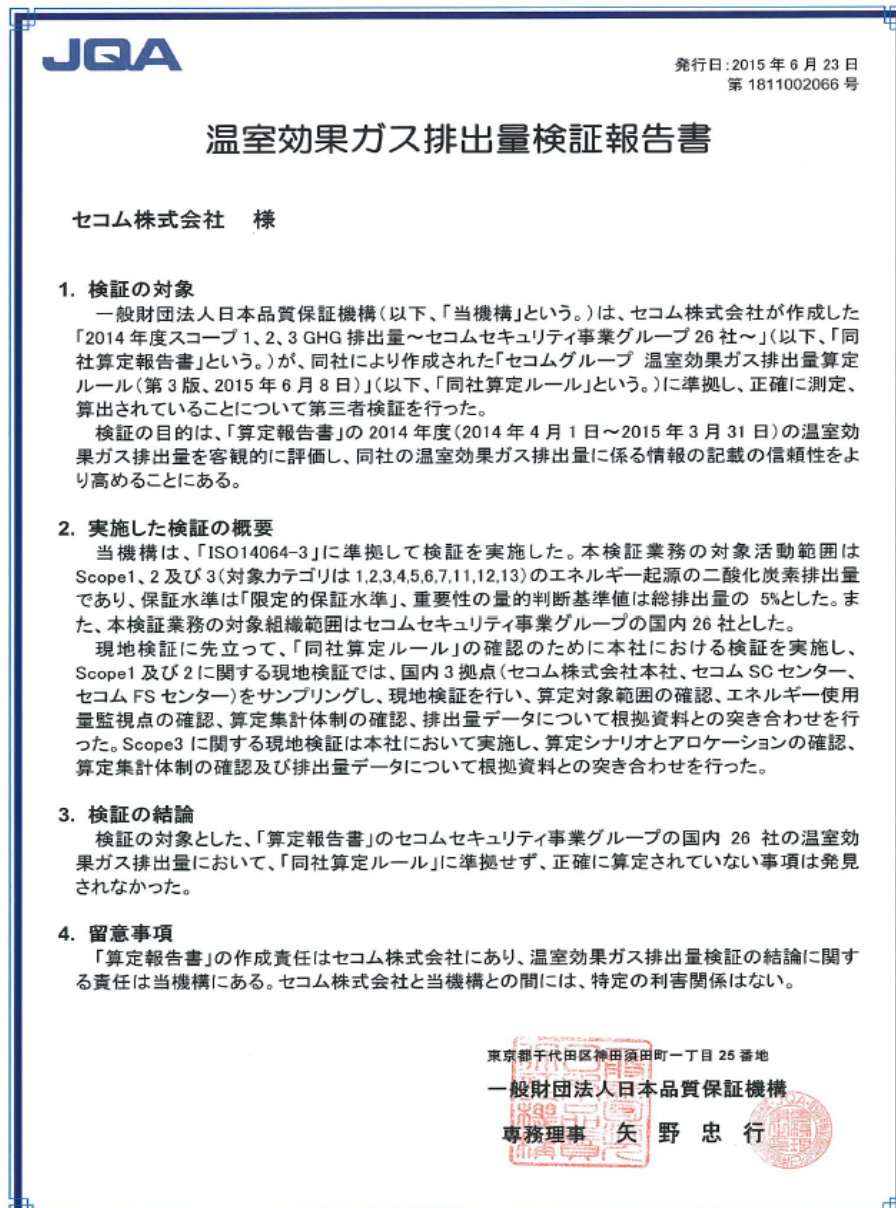 JQA
発行日:2015年6月23日
第1811002066号
温室効果ガス排出量検証報告書
セコム株式会社 様
1. 検証の対象
一般財団法人日本品質保証機構(以下、「当機構」という。)は、セコム株式会社が作成した
「2014年度スコープ1、2、3 GHG排出量~セコムセキュリティ事業グループ26社~」(以下、「同
社算定報告書」という。)が、同社により作成された「セコムグループ 温室効果ガス排出量算定
ルール(第3版、2015年6月8日)」(以下、「同社算定ルール」という。)に準拠し、正確に測定、
算出されていることについて第三者検証を行った。
検証の目的は、「算定報告書」の2014年度(2014年4月1日~2015年3月31日)の温室効
果ガス排出量を客観的に評価し、同社の温室効果ガス排出量に係る情報の記載の信頼性をよ
り高めることにある。
2. 実施した検証の概要
当機構は、「ISO14064-3」に準拠して検証を実施した。本検証業務の対象活動範囲は
Scope1、2及び3(対象カテゴリは1,2,3,4,5,6,7,11,12,13)のエネルギー起源の二酸化炭素排出量
であり、保証水準は「限定的保証水準」、重要性の量的判断基準値は総排出量の 5%とした。ま
た、本検証業務の対象組織範囲はセコムセキュリティ事業グループの国内26社とした。
現地検証に先立って、「同社算定ルール」の確認のために本社における検証を実施し、
Scope1及び2に関する現地検証では、国内3拠点(セコム株式会社本社、セコムSCセンター、
セコムFSセンター)をサンプリングし、現地検証を行い、算定対象範囲の確認、エネルギー使用
量監視点の確認、算定集計体制の確認、排出量データについて根拠資料との突き合わせを行
った。Scope3に関する現地検証は本社において実施し、算定シナリオとアロケーションの確認、
算定集計体制の確認及び排出量データについて根拠資料との突き合わせを行った。
3. 検証の結論
検証の対象とした、「算定報告書」のセコムセキュリティ事業グループの国内 26 社の温室効
果ガス排出量において、「同社算定ルール」に準拠せず、正確に算定されていない事項は発見
されなかった。
4. 留意事項
「算定報告書」の作成責任はセコム株式会社にあり、温室効果ガス排出量検証の結論に関す
る責任は当機構にある。セコム株式会社と当機構との間には、特定の利害関係はない。
東京都千代田区神田須田町一丁目25番地
一般財団法人日本品質保証機構
専務理事 矢野忠行